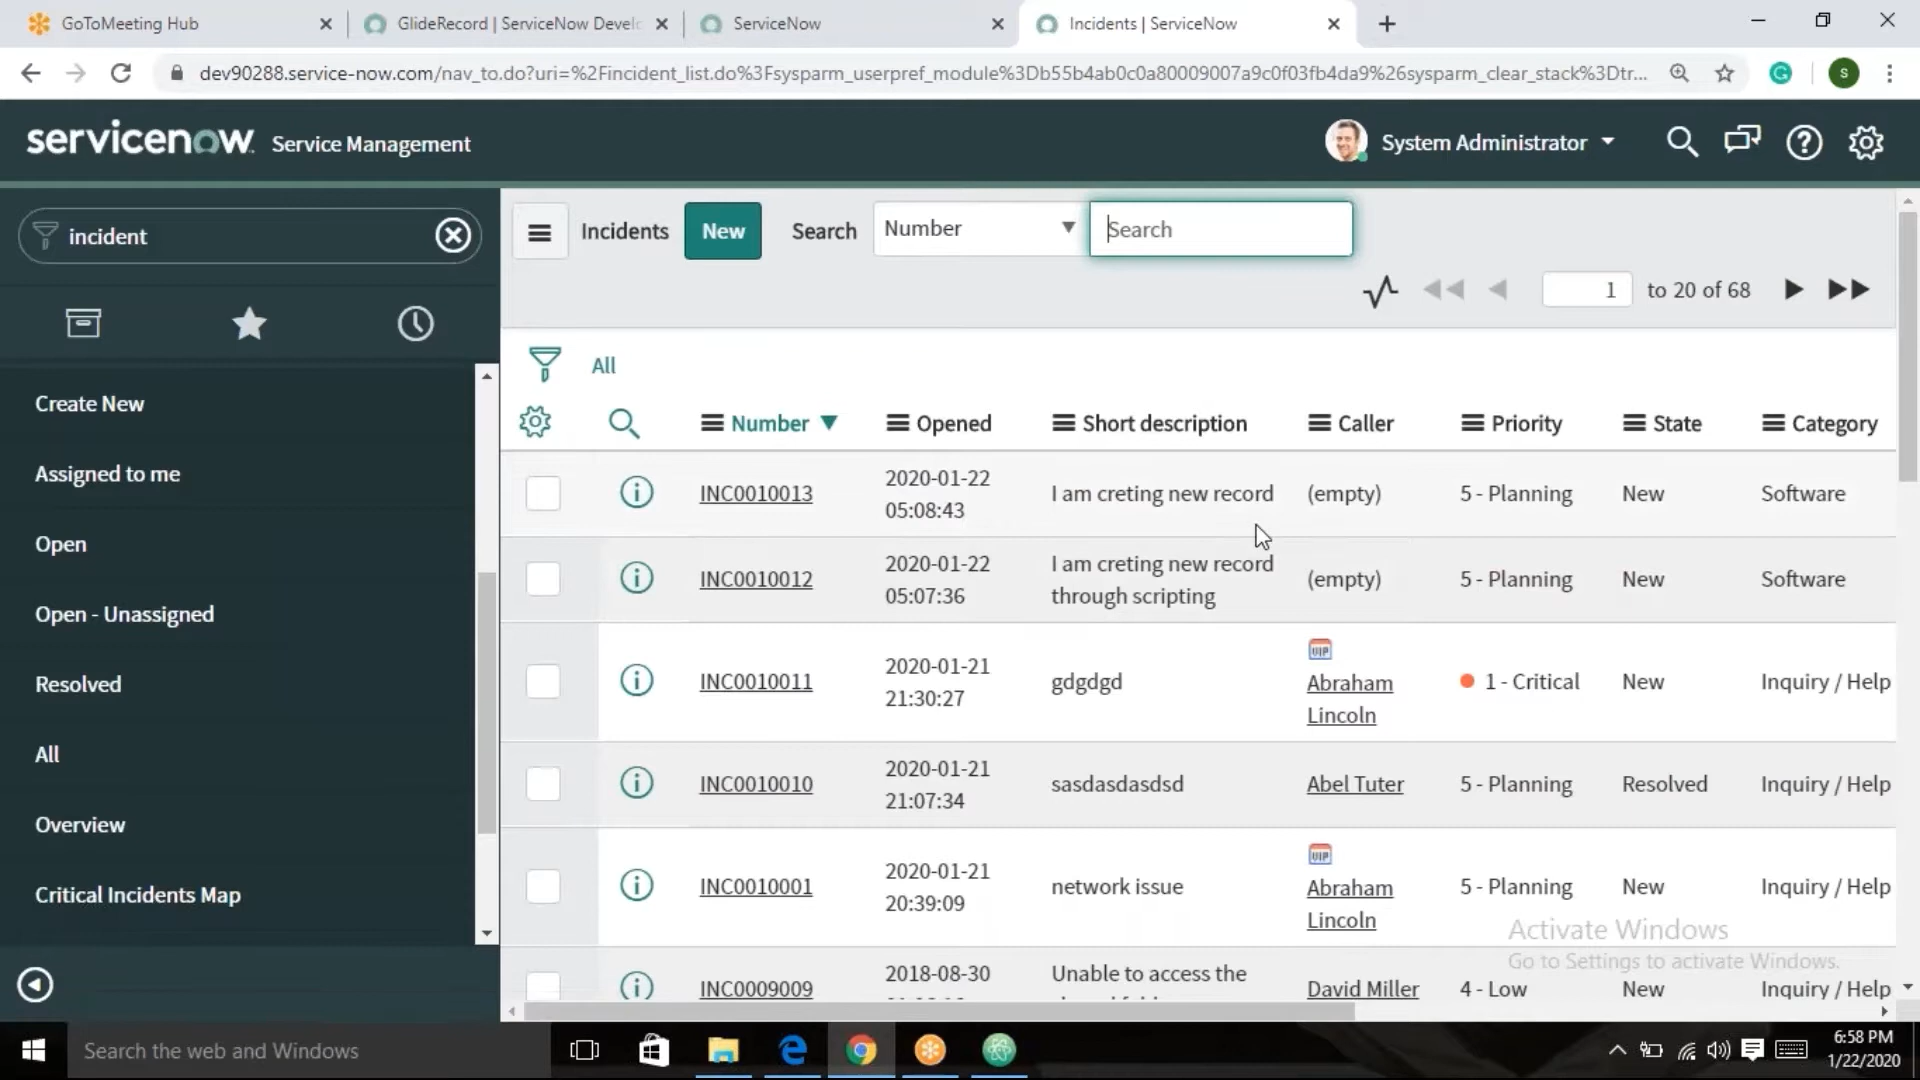 GoToMeeting Hub
GlideRecord | ServiceNow Devel
ServiceNow
Incidents | ServiceNow
dev90288.service-now.com/nav_to.do?uri=%2Fincident_list.do%3Fsysparm_userpref_module%3Db55b4ab0c0a80009007a9c0f03fb4da9%26sysparm_clear_stack%3Dtr...
S
servicenow Service Management
System Administrator
incident
Incidents New Search Number Search
1 to 20 of 68
All
Create New
Assigned to me
Open
Open - Unassigned
Resolved
All
Overview
Critical Incidents Map
Number Opened Short description Caller Priority State Category
INC0010013 2020-01-22 05:08:43 I am creting new record (empty) 5 - Planning New Software
INC0010012 2020-01-22 05:07:36 I am creting new record through scripting (empty) 5 - Planning New Software
INC0010011 2020-01-21 21:30:27 gdgdgd VIP Abraham Lincoln 1 - Critical New Inquiry / Help
INC0010010 2020-01-21 21:07:34 sasdasdasdsd Abel Tuter 5 - Planning Resolved Inquiry / Help
INC0010001 2020-01-21 20:39:09 network issue VIP Abraham Lincoln 5 - Planning New Inquiry / Help
INC0009009 2018-08-30 Unable to access the David Miller 4 - Low New Inquiry / Help
Activate Windows
Go to Settings to activate Windows.
Search the web and Windows
6:58 PM
1/22/2020